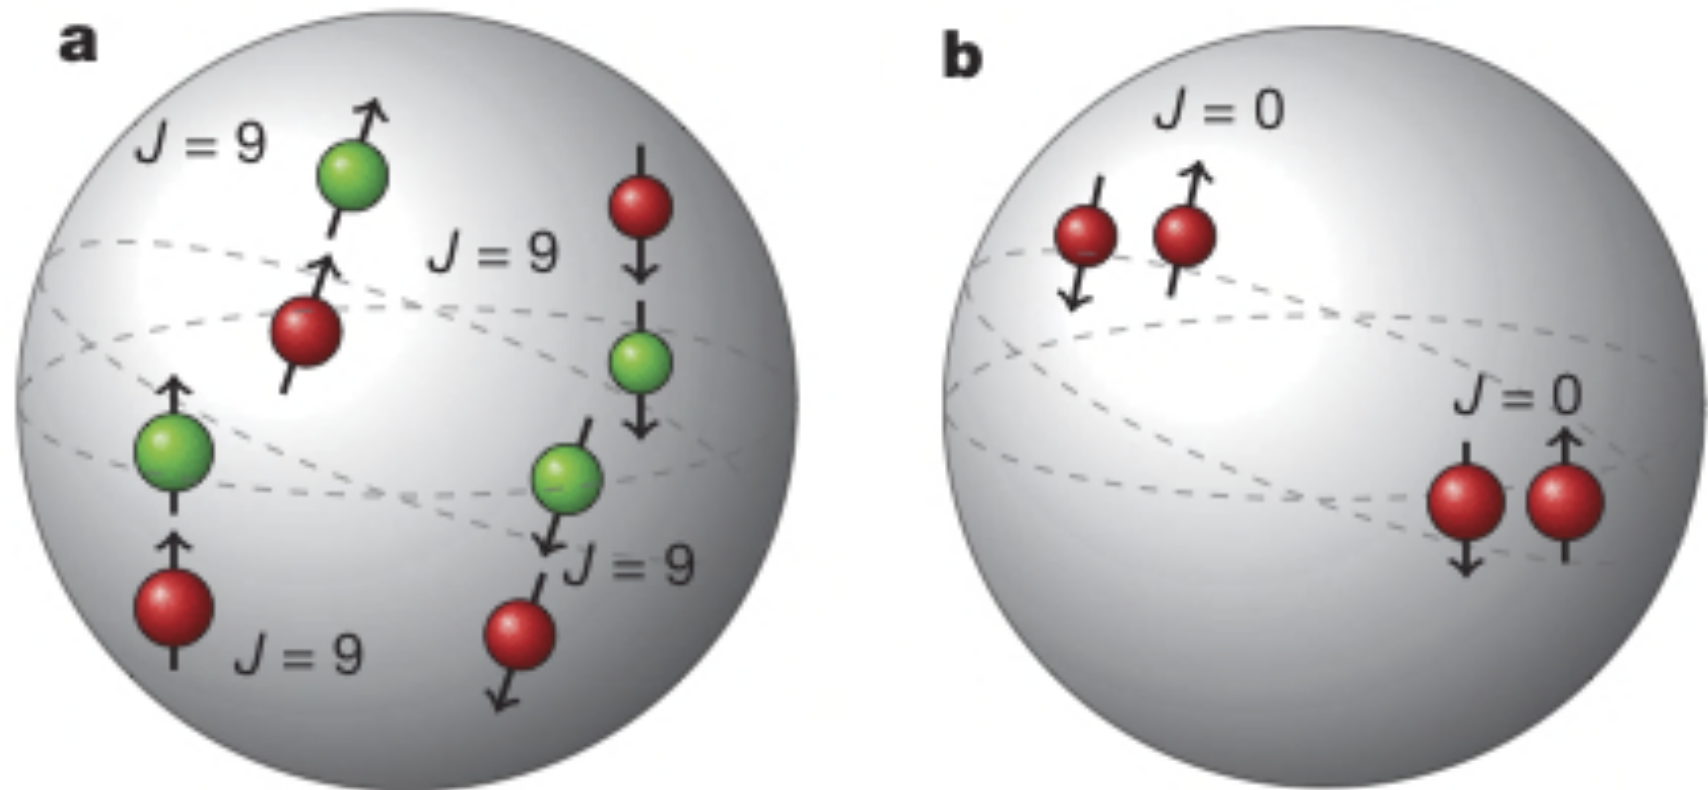 a
J = 9
J = 9
J = 9
J = 9
b
J = 0
J = 0